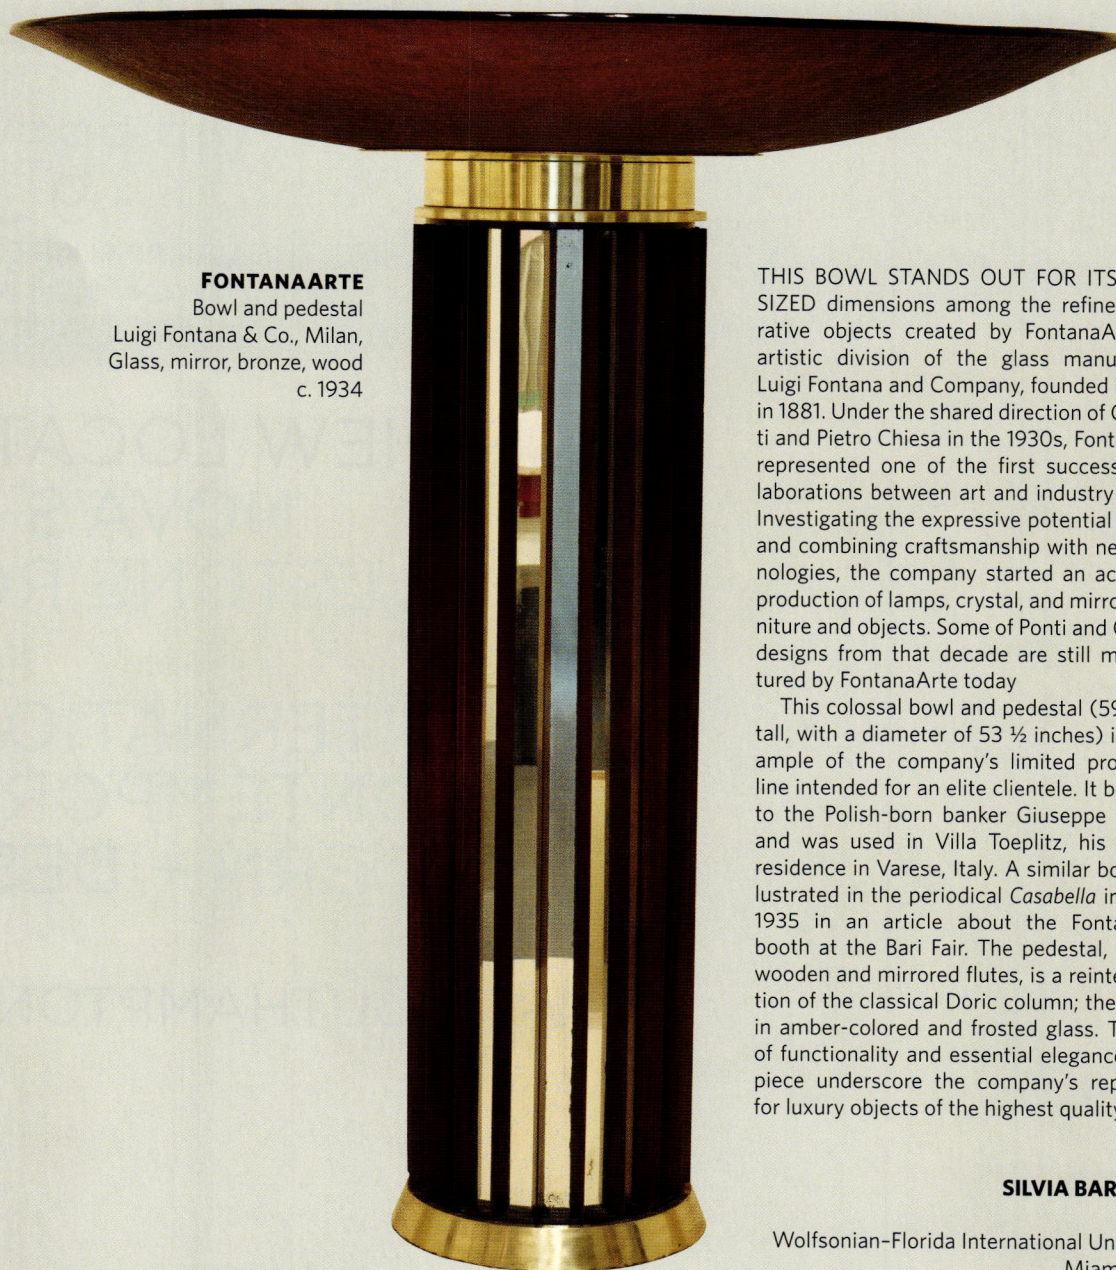 FONTANAARTE
Bowl and pedestal
Luigi Fontana & Co., Milan,
Glass, mirror, bronze, wood
c. 1934
THIS BOWL STANDS OUT FOR ITS
SIZED dimensions among the refine
rative objects created by FontanaA
artistic division of the glass manu
Luigi Fontana and Company, founded
in 1881. Under the shared direction of G
ti and Pietro Chiesa in the 1930s, Font
represented one of the first success
laborations between art and industry
Investigating the expressive potential
and combining craftsmanship with ne
nologies, the company started an ac
production of lamps, crystal, and mirro
niture and objects. Some of Ponti and C
designs from that decade are still m
tured by FontanaArte today
This colossal bowl and pedestal (59
tall, with a diameter of 53 ½ inches) i
ample of the company's limited pro
line intended for an elite clientele. It b
to the Polish-born banker Giuseppe
and was used in Villa Toeplitz, his
residence in Varese, Italy. A similar bo
lustrated in the periodical Casabella in
1935 in an article about the Fonta
booth at the Bari Fair. The pedestal,
wooden and mirrored flutes, is a reinte
tion of the classical Doric column; the
in amber-colored and frosted glass. T
of functionality and essential elegance
piece underscore the company's rep
for luxury objects of the highest quality
SILVIA BAR
Wolfsonian–Florida International Un
Miam